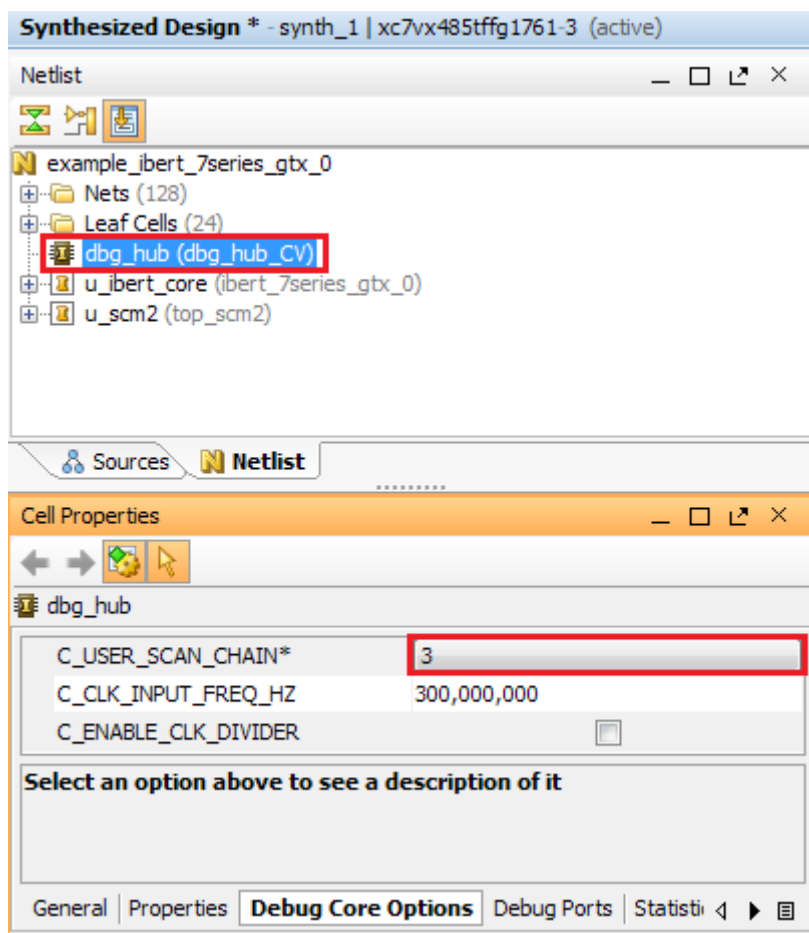 Synthesized Design * - synth_1 | xc7vx485tffg1761-3 (active)
Netlist
example_ibert_7series_gtx_0
Nets (128)
Leaf Cells (24)
dbg_hub (dbg_hub_CV)
u_ibert_core (ibert_7series_gtx_0)
u_scm2 (top_scm2)
Sources Netlist
Cell Properties
dbg_hub
C_USER_SCAN_CHAIN* 3
C_CLK_INPUT_FREQ_HZ 300,000,000
C_ENABLE_CLK_DIVIDER
Select an option above to see a description of it
General Properties Debug Core Options Debug Ports Statisti